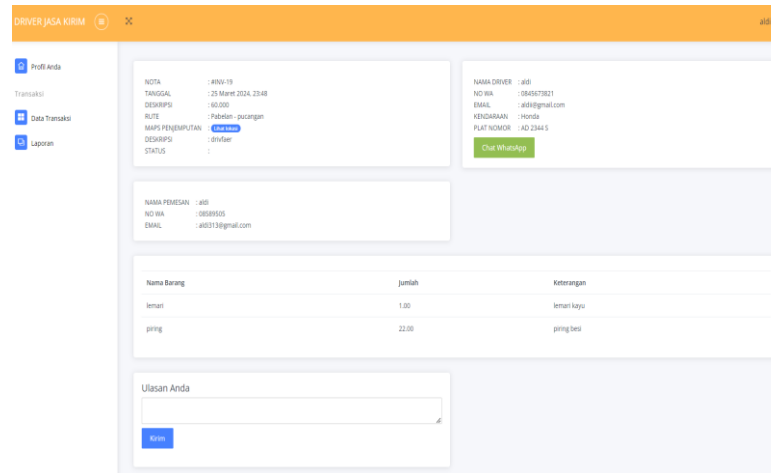 DRIVER JASA KIRIM
aldi
Profil Anda
Transaksi
Data Transaksi
Laporan
NOTA : #INV-19
TANGGAL : 25 Maret 2024, 23:48
DESKRIPSI : 60.000
RUTE : Pabelan - pucangan
MAPS PENJEMPUTAN : Lihat lokasi
DESKRIPSI : drivfaer
STATUS :
NAMA DRIVER : aldi
NO WA : 0845673821
EMAIL : aldi@gmail.com
KENDARAAN : Honda
PLAT NOMOR : AD 2344 S
Chat WhatsApp
NAMA PEMESAN : aldi
NO WA : 08589505
EMAIL : aldi313@gmail.com
Nama Barang Jumlah Keterangan
lemari 1.00 lemari kayu
piring 22.00 piring besi
Ulasan Anda
Kirim